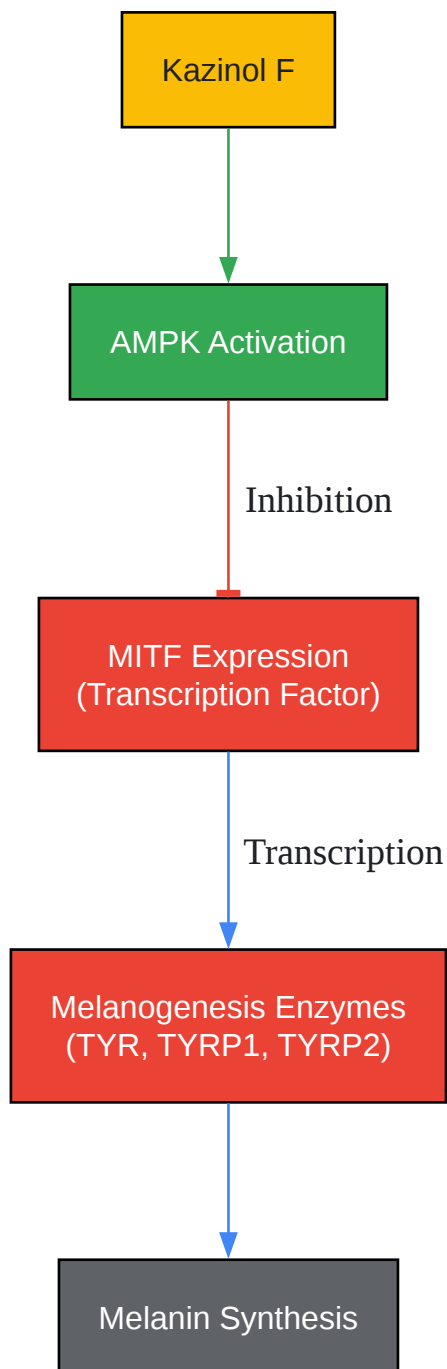 Kazinol F
AMPK Activation
Inhibition
MITF Expression
(Transcription Factor)
Transcription
Melanogenesis Enzymes
(TYR, TYRP1, TYRP2)
Melanin Synthesis